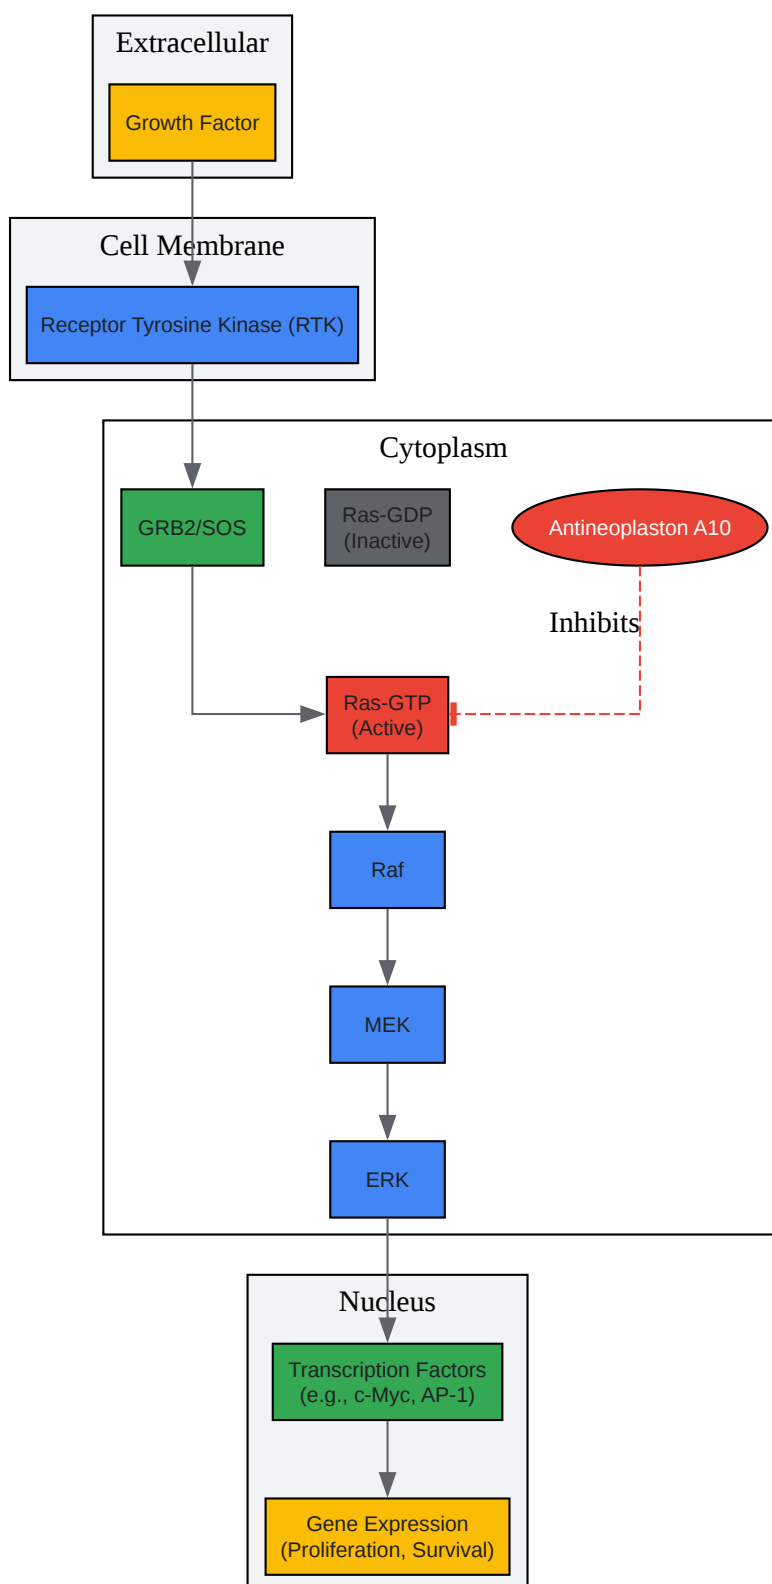 Extracellular
Growth Factor
Cell Membrane
Receptor Tyrosine Kinase (RTK)
Cytoplasm
GRB2/SOS
Ras-GDP
(Inactive)
Antineoplaston A10
Inhibits
Ras-GTP
(Active)
Raf
MEK
ERK
Nucleus
Transcription Factors
(e.g., c-Myc, AP-1)
Gene Expression
(Proliferation, Survival)